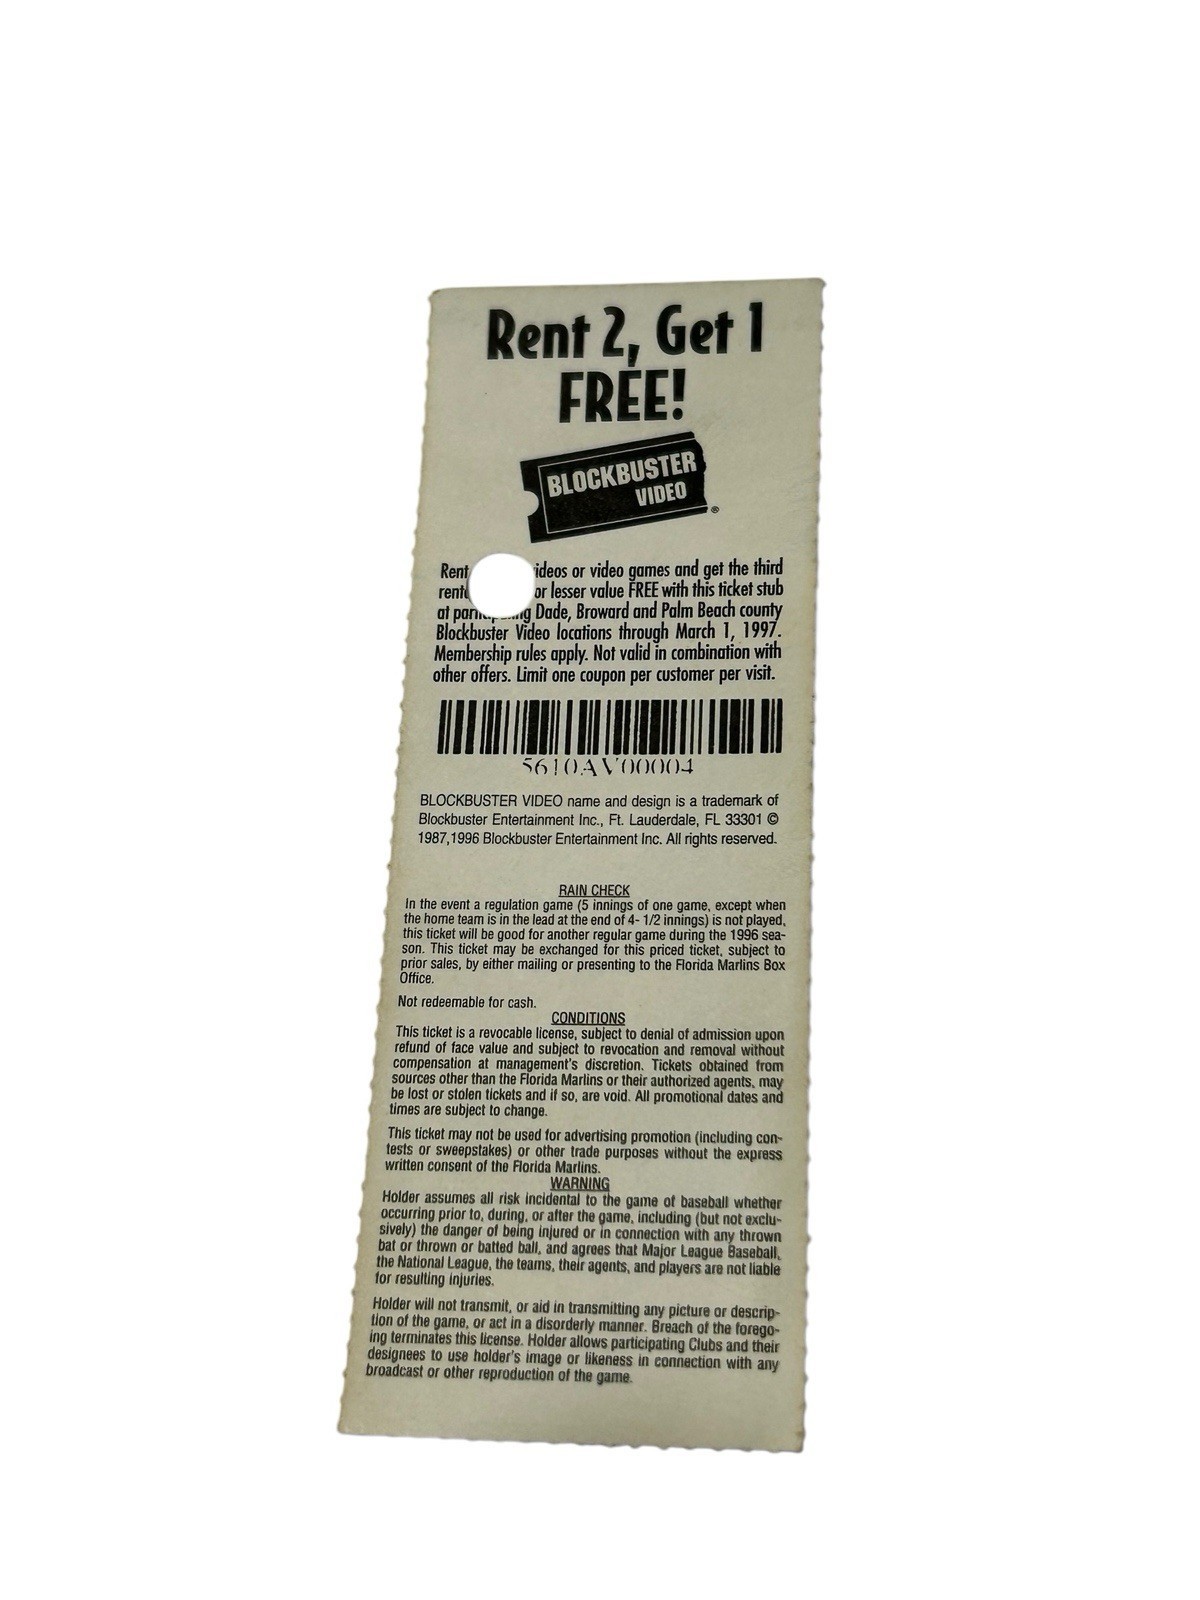 Rent 2, Get 1
FREE!
BLOCKBUSTER
VIDEO
®
Rent videos or video games and get the third
or lesser value FREE with this ticket stub
at participating Dade, Broward and Palm Beach county
Blockbuster Video locations through March 1, 1997.
Membership rules apply. Not valid in combination with
other offers. Limit one coupon per customer per visit.
5610AV00004
BLOCKBUSTER VIDEO name and design is a trademark of
Blockbuster Entertainment Inc., Ft. Lauderdale, FL 33301 ©
1987,1996 Blockbuster Entertainment Inc. All rights reserved.
RAIN CHECK
In the event a regulation game (5 innings of one game, except when
the home team is in the lead at the end of 4- 1/2 innings) is not played,
this ticket will be good for another regular game during the 1996 sea-
son. This ticket may be exchanged for this priced ticket, subject to
prior sales, by either mailing or presenting to the Florida Marlins Box
Office.
Not redeemable for cash.
CONDITIONS
This ticket is a revocable license, subject to denial of admission upon
refund of face value and subject to revocation and removal without
compensation at management's discretion. Tickets obtained from
sources other than the Florida Marlins or their authorized agents, may
be lost or stolen tickets and if so, are void. All promotional dates and
times are subject to change.
This ticket may not be used for advertising promotion (including con-
tests or sweepstakes) or other trade purposes without the express
written consent of the Florida Marlins.
WARNING
Holder assumes all risk incidental to the game of baseball whether
occurring prior to, during, or after the game, including (but not exclu-
sively) the danger of being injured or in connection with any thrown
bat or thrown or batted ball, and agrees that Major League Baseball,
the National League, the teams, their agents, and players are not liable
for resulting injuries.
Holder will not transmit, or aid in transmitting any picture or descrip-
tion of the game, or act in a disorderly manner. Breach of the forego-
ing terminates this license. Holder allows participating Clubs and their
designees to use holder's image or likeness in connection with any
broadcast or other reproduction of the game.